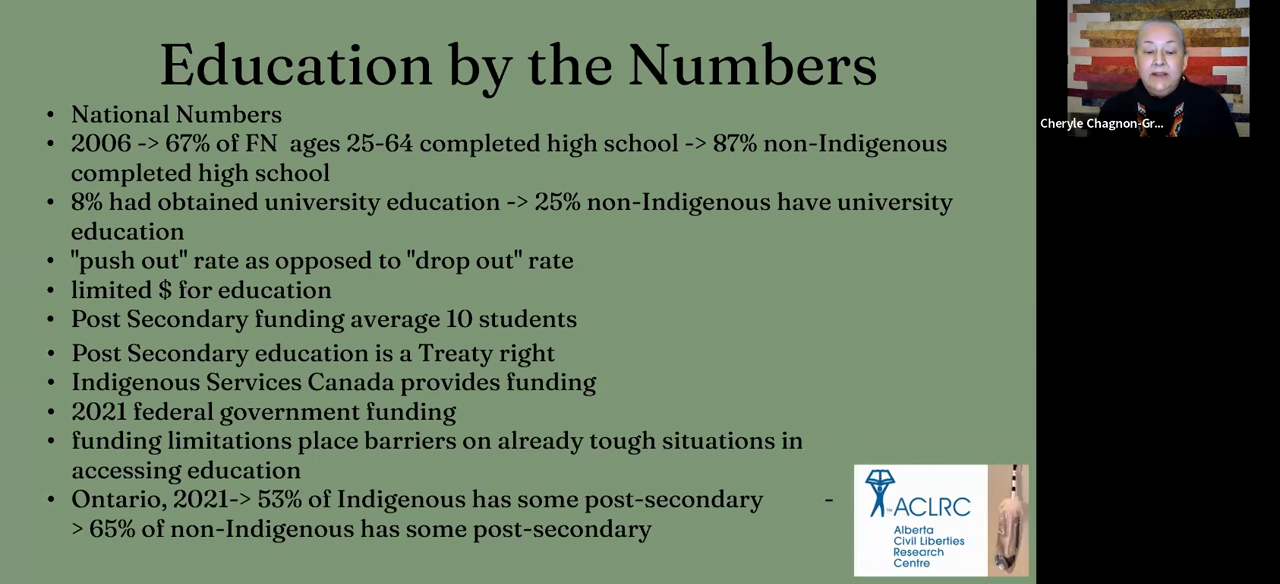 Education by the Numbers
• National Numbers
• 2006 -> 67% of FN  ages 25-64 completed high school -> 87% non-Indigenous
completed high school
• 8% had obtained university education -> 25% non-Indigenous have university
education
• "push out" rate as opposed to "drop out" rate
• limited $ for education
• Post Secondary funding average 10 students
• Post Secondary education is a Treaty right
• Indigenous Services Canada provides funding
• 2021 federal government funding
• funding limitations place barriers on already tough situations in
accessing education
• Ontario, 2021-> 53% of Indigenous has some post-secondary -
> 65% of non-Indigenous has some post-secondary
™ACLRC
Alberta
Civil Liberties
Research
Centre
Cheryle Chagnon-Gr...